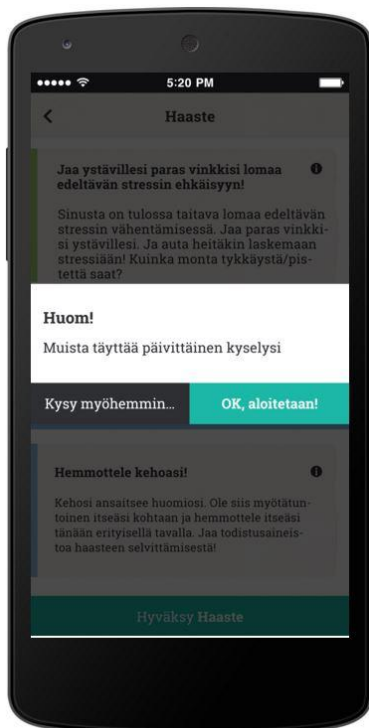 5:20 PM
Haaste
Jaa ystävillesi paras vinkkisi lomaa
edeltävän stressin ehkäisyyn!
Sinusta on tulossa taitava lomaa edeltävän
stressin vähentämisessä. Jaa paras vinkki-
si ystävillesi. Ja auta heitäkin laskemaan
stressiään! Kuinka monta tykkäystä/pis-
tettä saat?
Huom!
Muista täyttää päivittäinen kyselysi
Kysy myöhemmin... OK, aloitetaan!
Hemmottele kehoasi!
Kehosi ansaitsee huomiosi. Ole siis myötätun-
toinen itseäsi kohtaan ja hemmottele itseäsi
tänään erityisellä tavalla. Jaa todistusaineis-
toa haasteen selvittämisestä!
Hyväksy Haaste